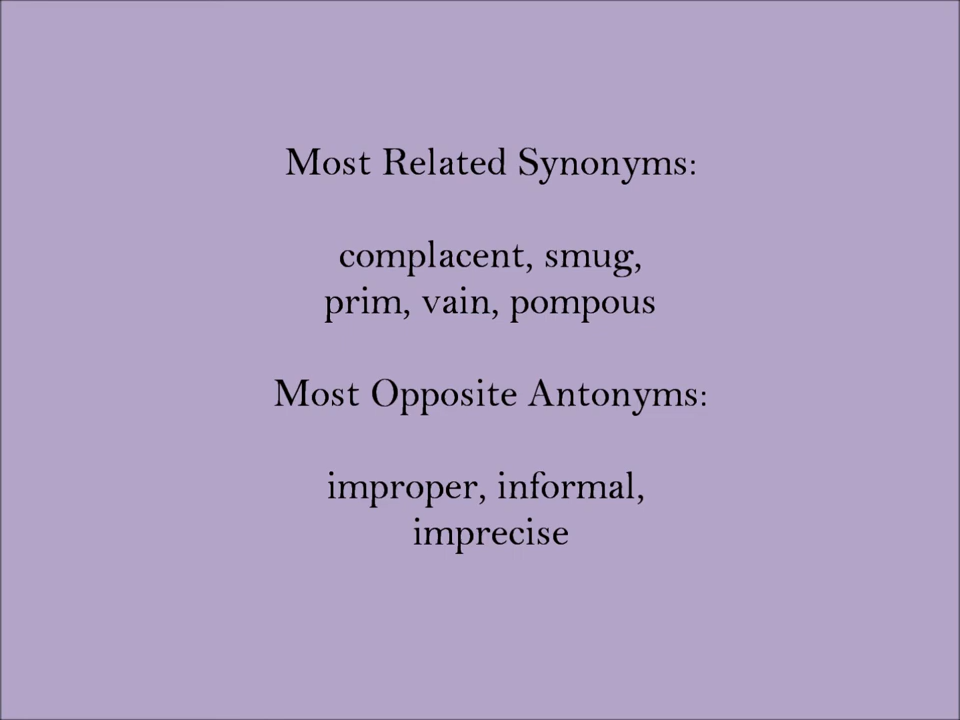 Most Related Synonyms:
complacent, smug,
prim, vain, pompous
Most Opposite Antonyms:
improper, informal,
imprecise